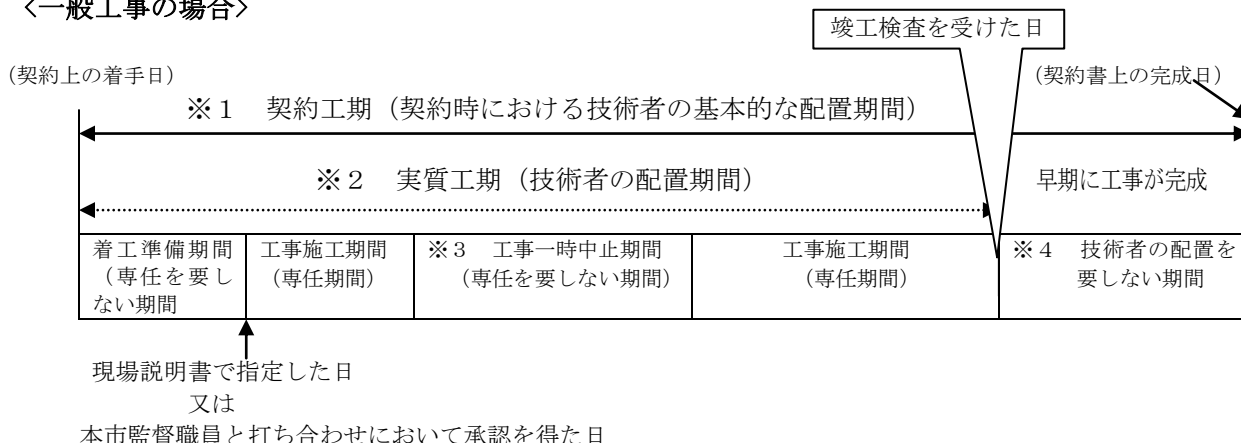 <一般工事の場合>
竣工検査を受けた日
(契約上の着手日)
(契約書上の完成日)
※1 契約工期(契約時における技術者の基本的な配置期間)
※2 実質工期(技術者の配置期間)
早期に工事が完成
着工準備期間
(専任を要し
ない期間
工事施工期間
(専任期間)
※3 工事一時中止期間
(専任を要しない期間)
工事施工期間
(専任期間)
※4 技術者の配置を
要しない期間
現場説明書で指定した日
又は
本市監督職員と打ち合わせにおいて承認を得た日